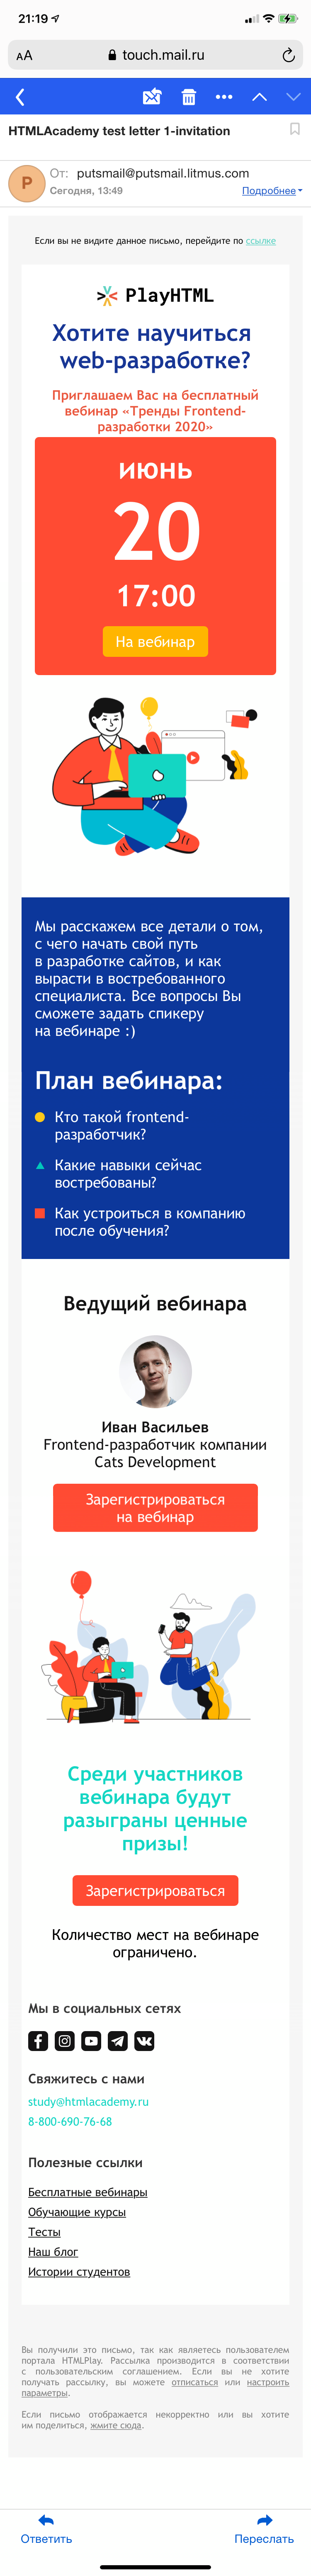 21:19
AA touch.mail.ru
HTMLAcademy test letter 1-invitation
P
От: putsmail@putsmail.litmus.com
Сегодня, 13:49 Подробнее
Если вы не видите данное письмо, перейдите по ссылке
PlayHTML
Хотите научиться
web-разработке?
Приглашаем Вас на бесплатный
вебинар «Тренды Frontend-
разработки 2020»
июнь
20
17:00
На вебинар
Мы расскажем все детали о том,
с чего начать свой путь
в разработке сайтов, и как
вырасти в востребованного
специалиста. Все вопросы Вы
сможете задать спикеру
на вебинаре :)
План вебинара:
Кто такой frontend-
разработчик?
Какие навыки сейчас
востребованы?
Как устроиться в компанию
после обучения?
Ведущий вебинара
Иван Васильев
Frontend-разработчик компании
Cats Development
Зарегистрироваться
на вебинар
Среди участников
вебинара будут
разыграны ценные
призы!
Зарегистрироваться
Количество мест на вебинаре
ограничено.
Мы в социальных сетях
Свяжитесь с нами
study@htmlacademy.ru
8-800-690-76-68
Полезные ссылки
Бесплатные вебинары
Обучающие курсы
Тесты
Наш блог
Истории студентов
Вы получили это письмо, так как являетесь пользователем
портала HTMLPlay. Рассылка производится в соответствии
с пользовательским соглашением. Если вы не хотите
получать рассылку, вы можете отписаться или настроить
параметры.
Если письмо отображается некорректно или вы хотите
им поделиться, жмите сюда.
Ответить Переслать